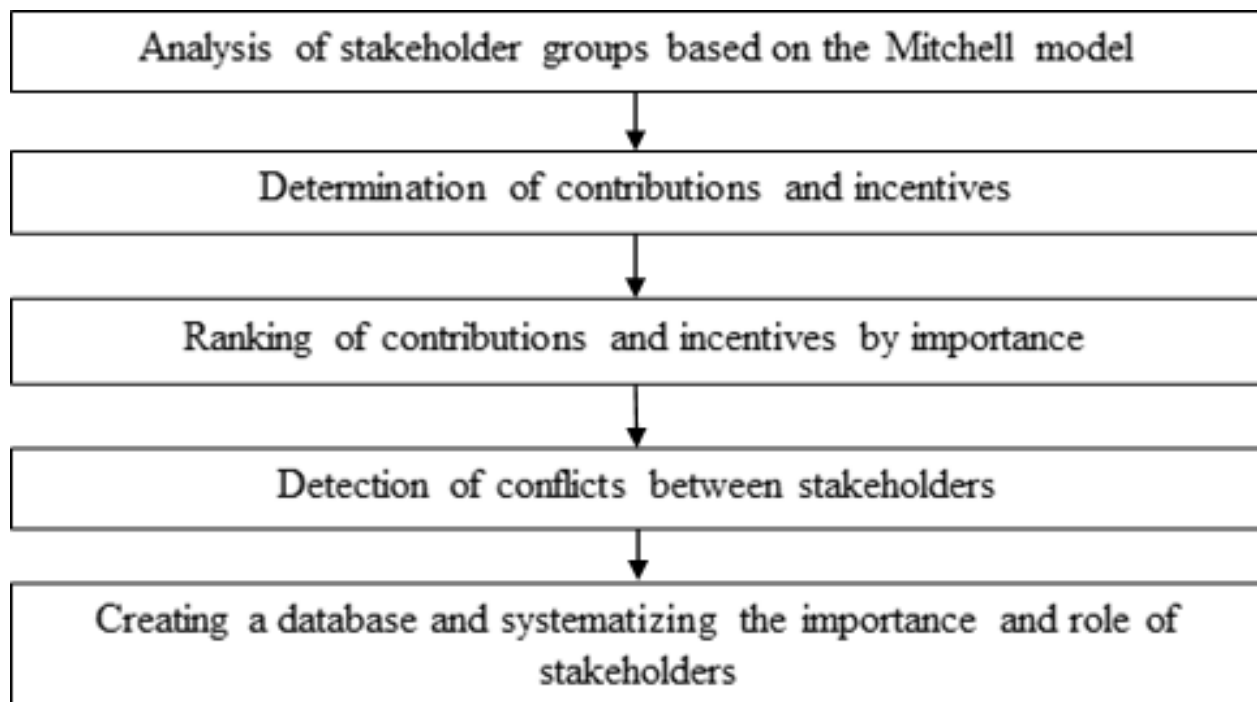 Analysis of stakeholder groups based on the Mitchell model
Determination of contributions and incentives
Ranking of contributions and incentives by importance
Detection of conflicts between stakeholders
Creating a database and systematizing the importance and role of
stakeholders